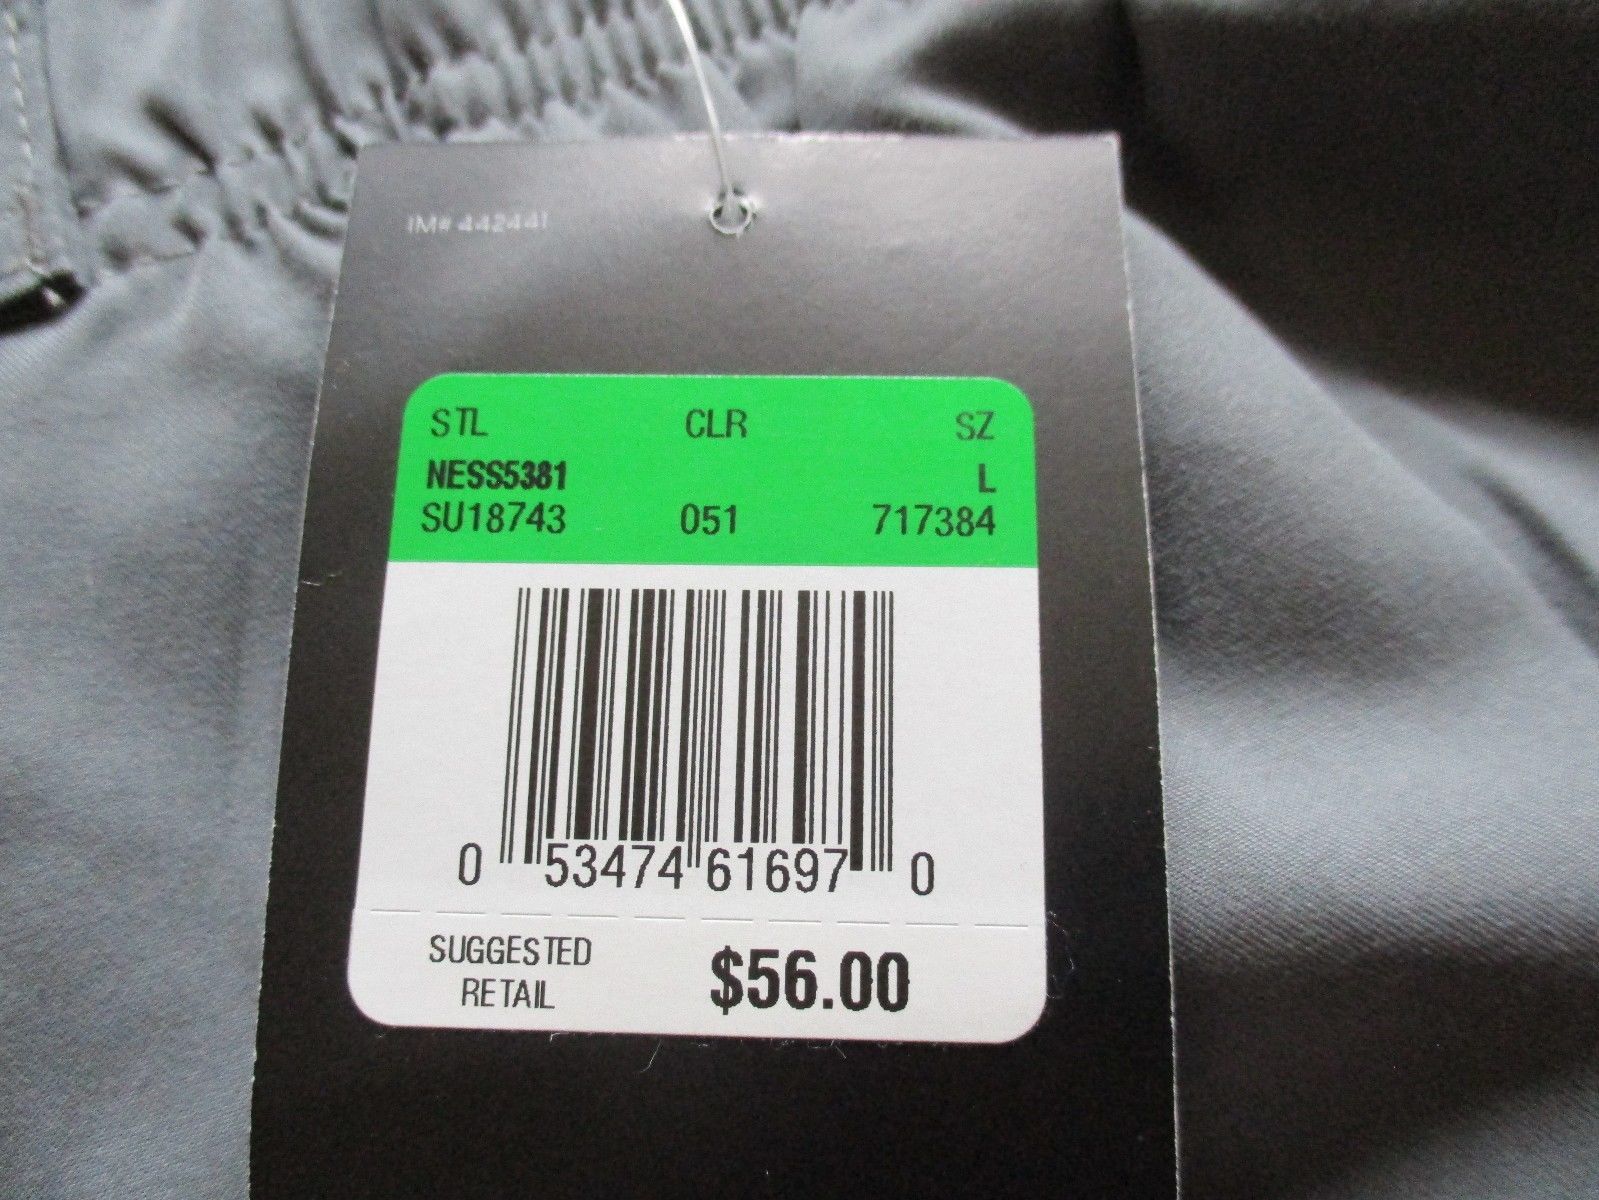 IM# 442441
STL CLR SZ
NESS5381 L
SU18743 051 717384
0 53474 61697 0
SUGGESTED
RETAIL $56.00